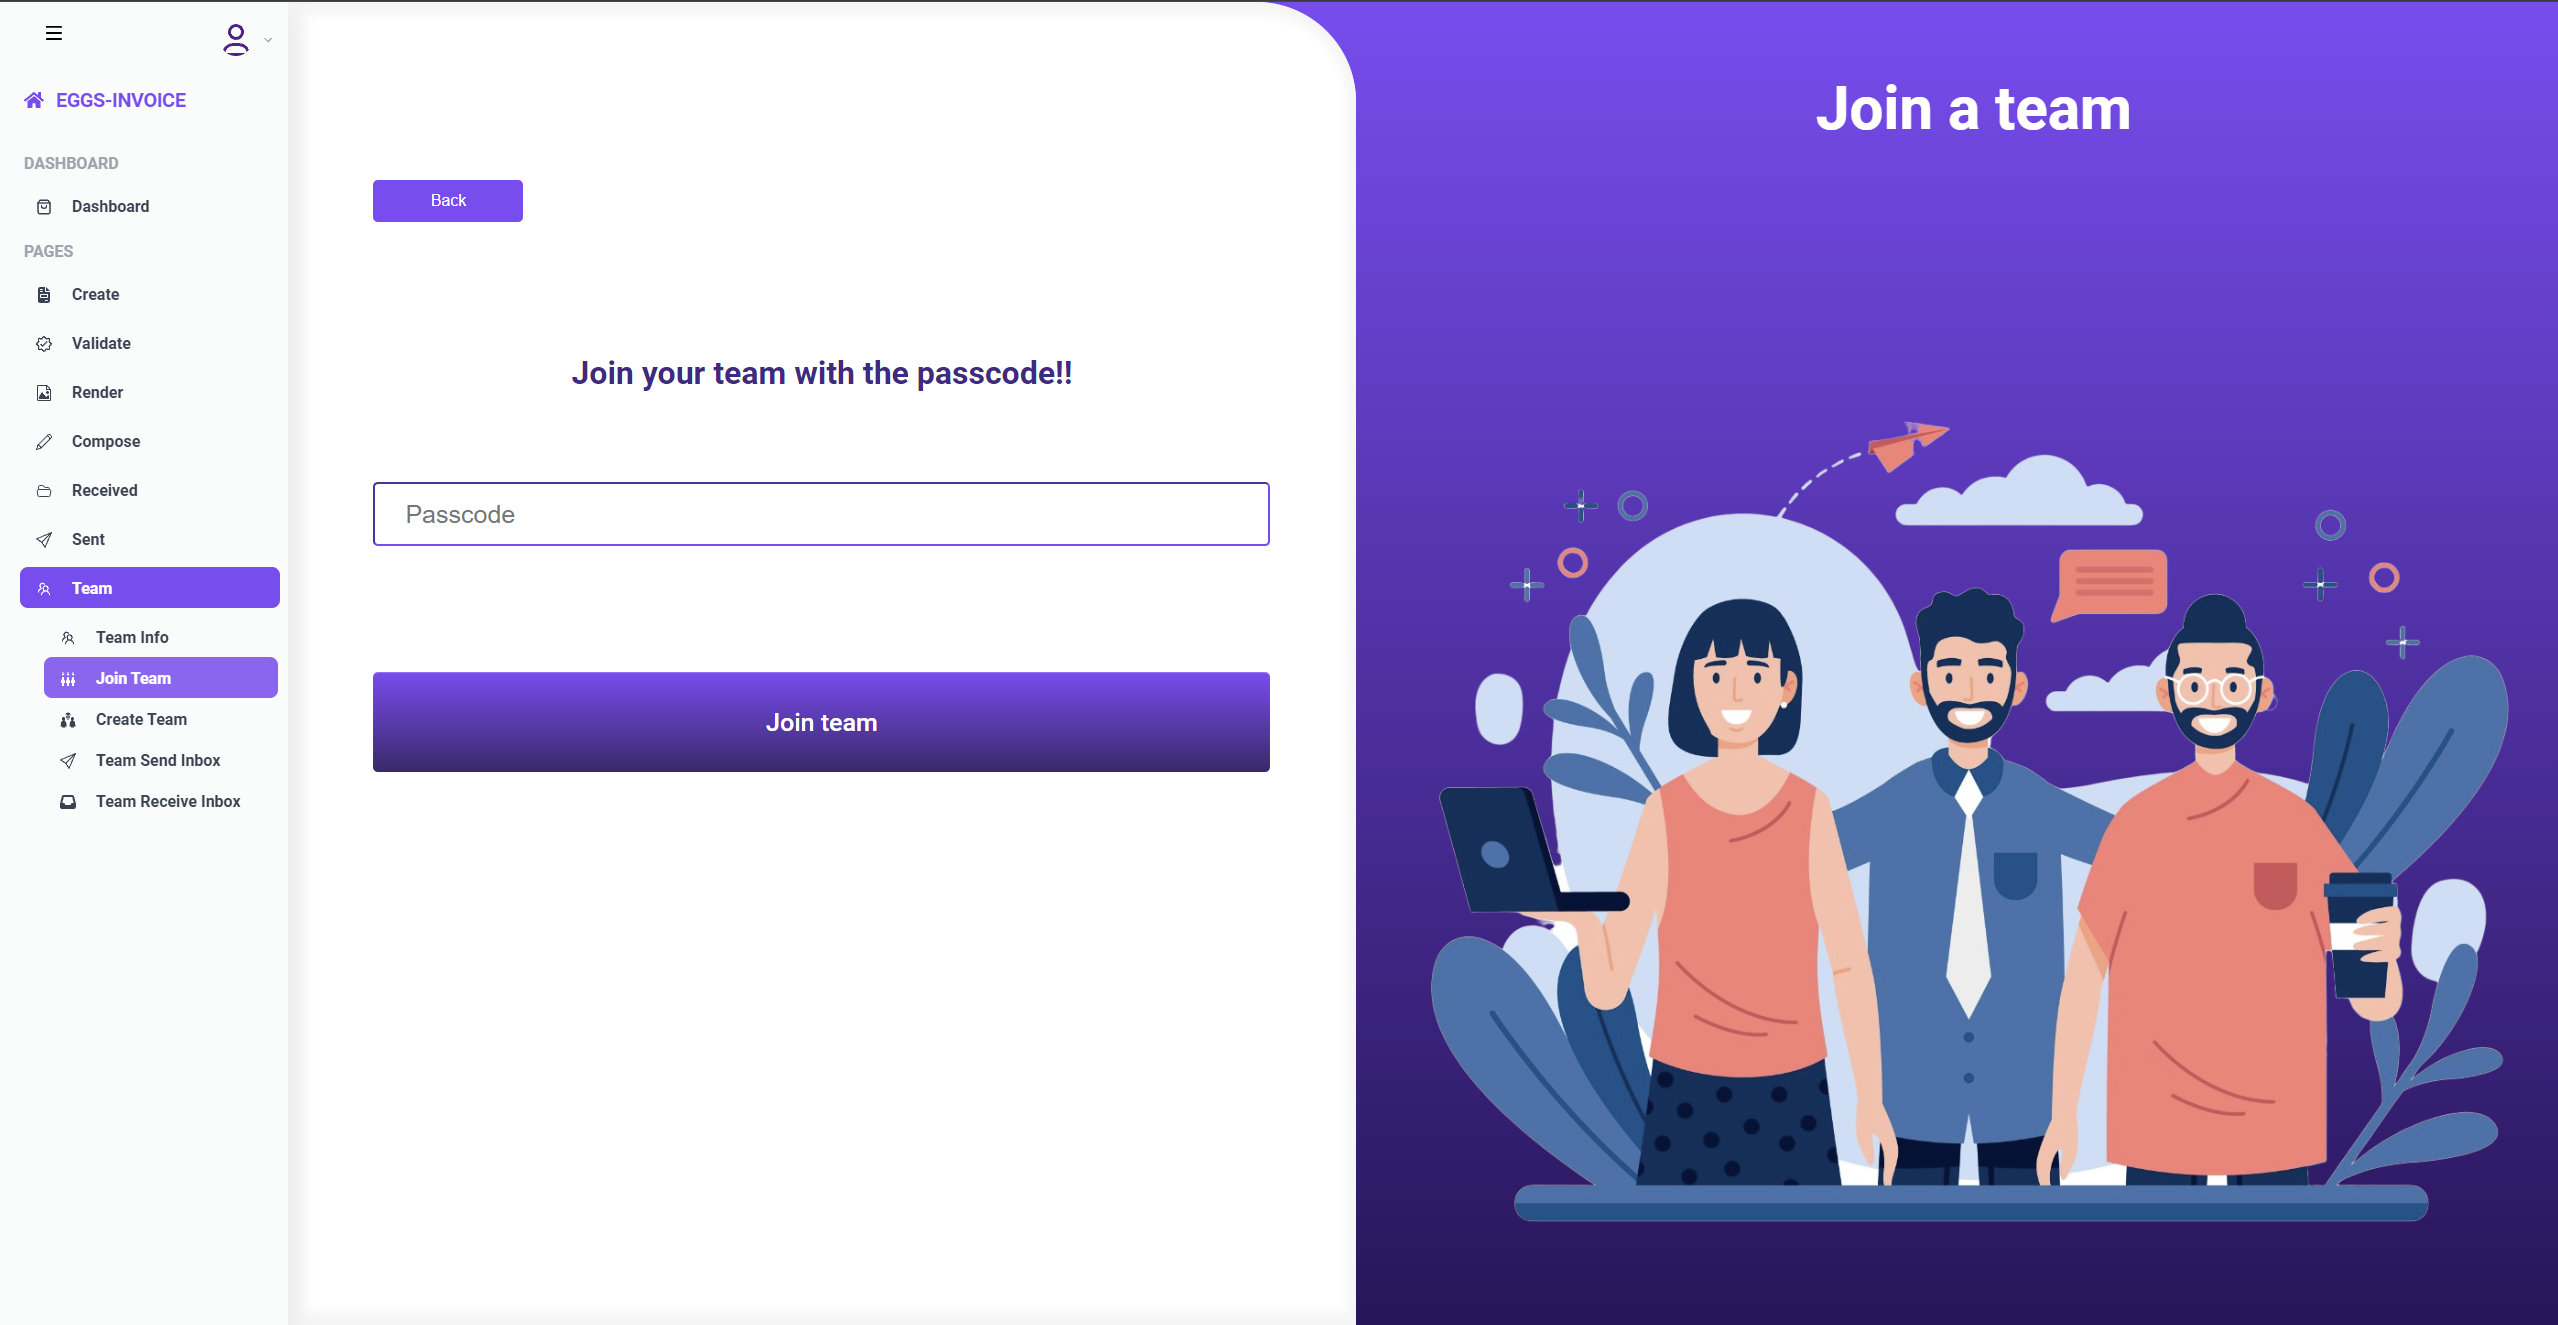 EGGS-INVOICE
DASHBOARD
Dashboard
PAGES
Create
Validate
Render
Compose
Received
Sent
Team
Team Info
Join Team
Create Team
Team Send Inbox
Team Receive Inbox
Back
Join your team with the passcode!!
Passcode
Join team
Join a team